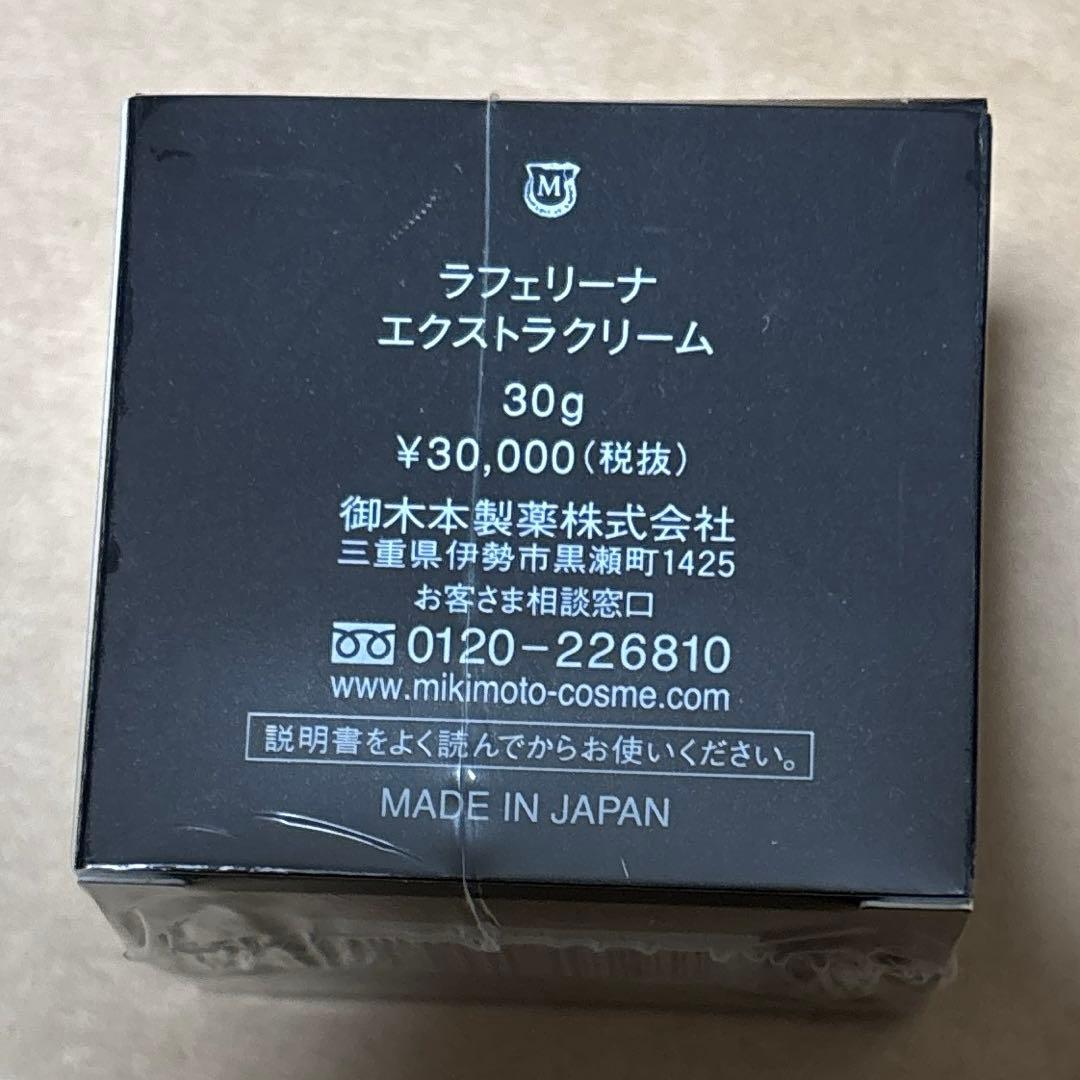 M
ラフェリーナ
エクストラクリーム
30g
¥30,000(税抜)
御木本製薬株式会社
三重県伊勢市黒瀬町1425
お客さま相談窓口
0120-226810
www.mikimoto-cosme.com
説明書をよく読んでからお使いください。
MADE IN JAPAN